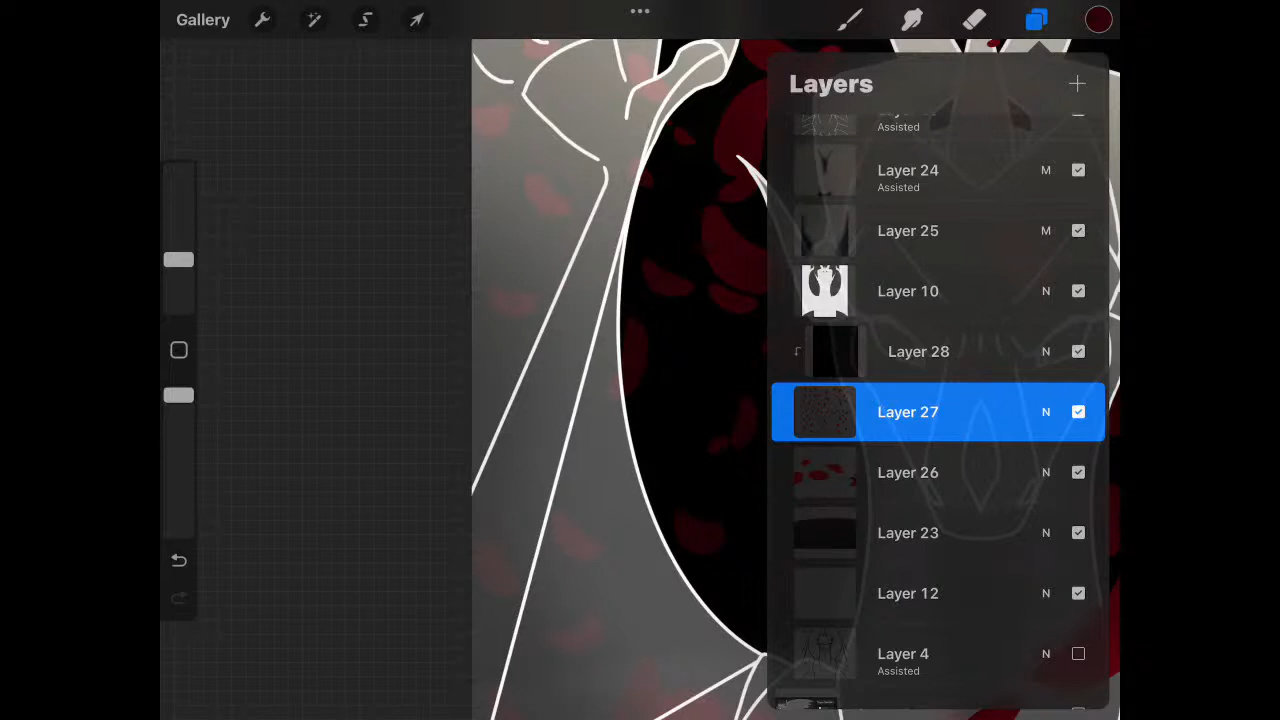 Gallery
Layers
Assisted
Layer 24 M
Assisted
Layer 25 M
Layer 10 N
Layer 28 N
Layer 27 N
Layer 26 N
Layer 23 N
Layer 12 N
Layer 4 N
Assisted